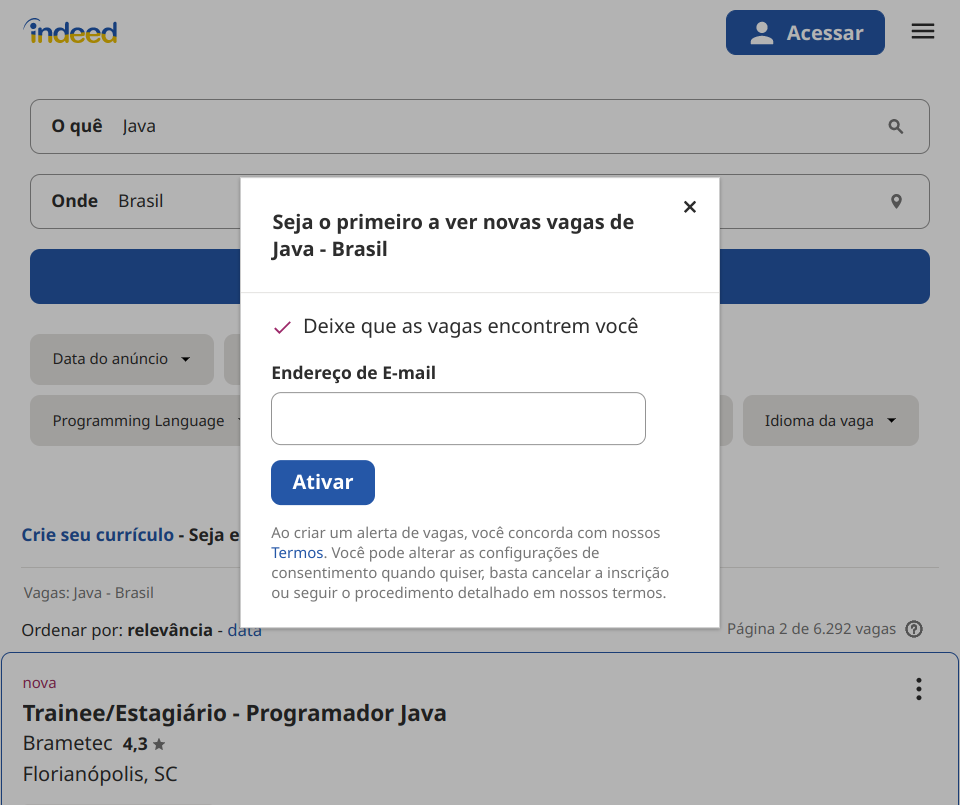 indeed
Acessar
O quê Java
Onde Brasil
Seja o primeiro a ver novas vagas de
Java - Brasil
Deixe que as vagas encontrem você
Endereço de E-mail
Ativar
Ao criar um alerta de vagas, você concorda com nossos
Termos. Você pode alterar as configurações de
consentimento quando quiser, basta cancelar a inscrição
ou seguir o procedimento detalhado em nossos termos.
Data do anúncio
Programming Language
Idioma da vaga
Crie seu currículo - Seja e
Vagas: Java - Brasil
Ordenar por: relevância - data
Página 2 de 6.292 vagas
nova
Trainee/Estagiário - Programador Java
Brametec 4,3
Florianópolis, SC